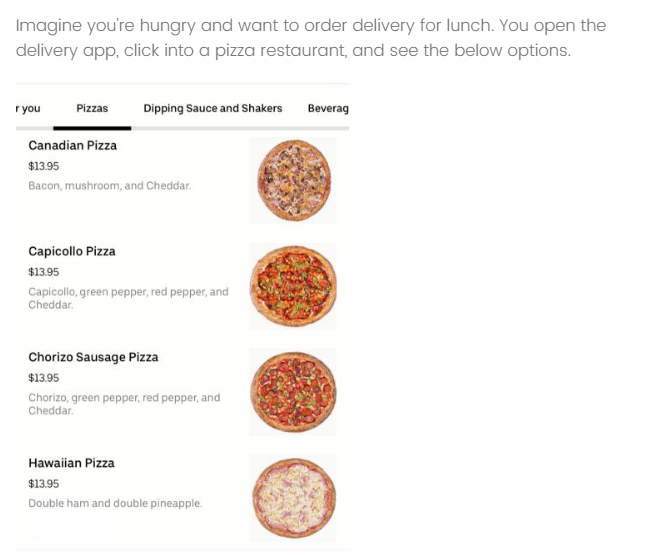 Imagine you're hungry and want to order delivery for lunch. You open the
delivery app, click into a pizza restaurant, and see the below options.
r you Pizzas Dipping Sauce and Shakers Beverag
Canadian Pizza
$13.95
Bacon, mushroom, and Cheddar.
Capicollo Pizza
$13.95
Capicollo, green pepper, red pepper, and
Cheddar.
Chorizo Sausage Pizza
$13.95
Chorizo, green pepper, red pepper, and
Cheddar.
Hawaiian Pizza
$13.95
Double ham and double pineapple.